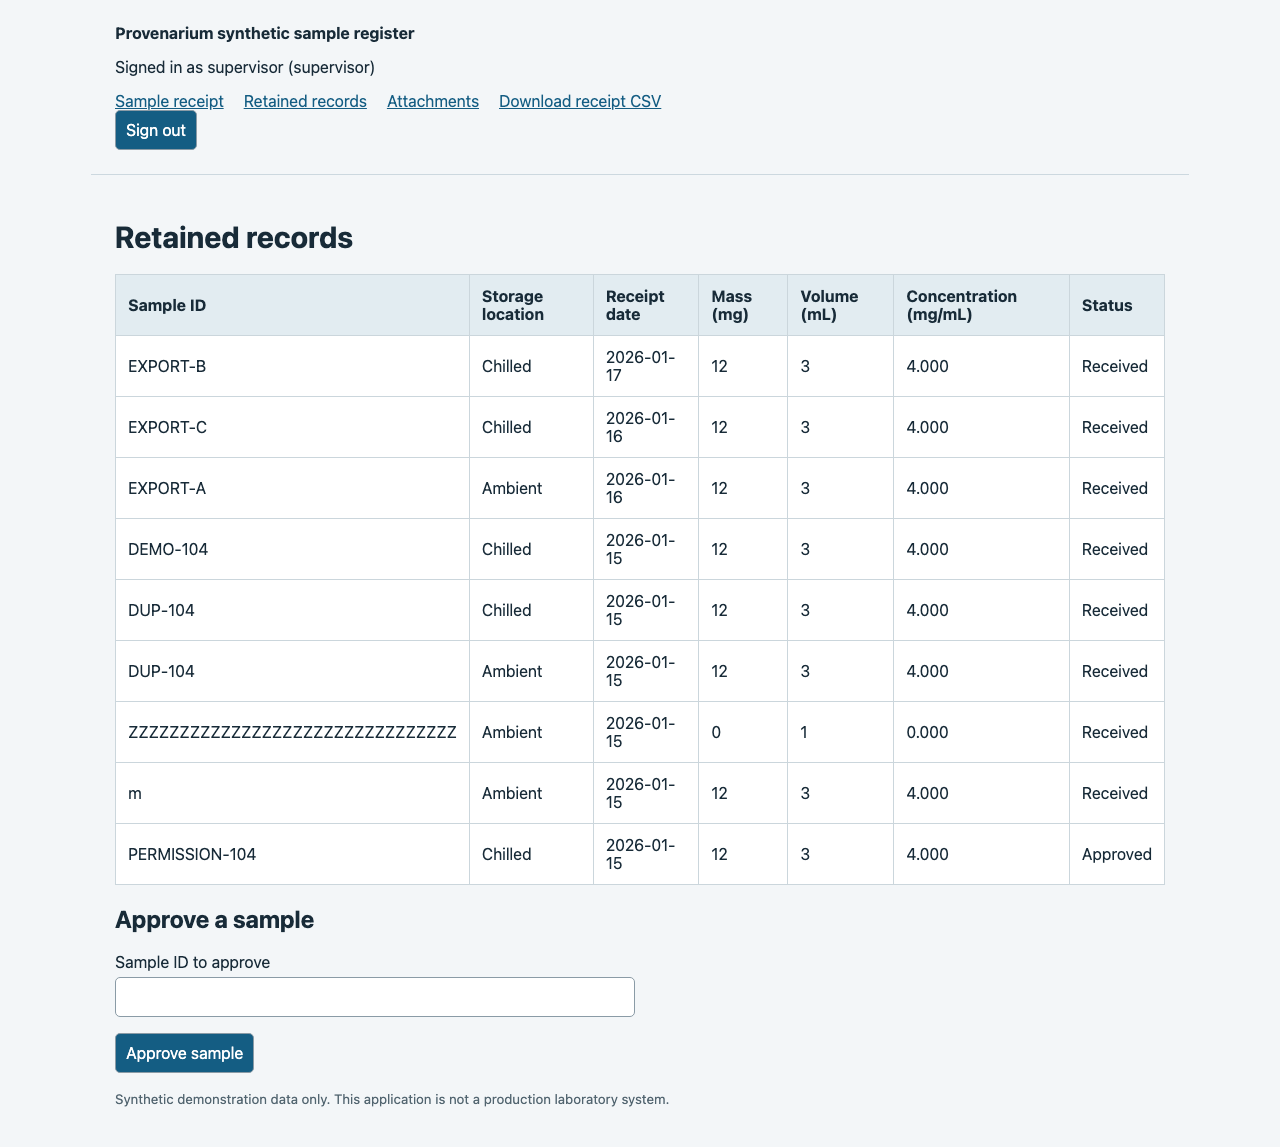 Provenarium synthetic sample register
Signed in as supervisor (supervisor)
Sample receipt Retained records Attachments Download receipt CSV
Sign out
Retained records
Sample ID Storage location Receipt date Mass (mg) Volume (mL) Concentration (mg/mL) Status
EXPORT-B Chilled 2026-01-17 12 3 4.000 Received
EXPORT-C Chilled 2026-01-16 12 3 4.000 Received
EXPORT-A Ambient 2026-01-16 12 3 4.000 Received
DEMO-104 Chilled 2026-01-15 12 3 4.000 Received
DUP-104 Chilled 2026-01-15 12 3 4.000 Received
DUP-104 Ambient 2026-01-15 12 3 4.000 Received
ZZZZZZZZZZZZZZZZZZZZZZZZZZZZZZZZ Ambient 2026-01-15 0 1 0.000 Received
m Ambient 2026-01-15 12 3 4.000 Received
PERMISSION-104 Chilled 2026-01-15 12 3 4.000 Approved
Approve a sample
Sample ID to approve
Approve sample
Synthetic demonstration data only. This application is not a production laboratory system.